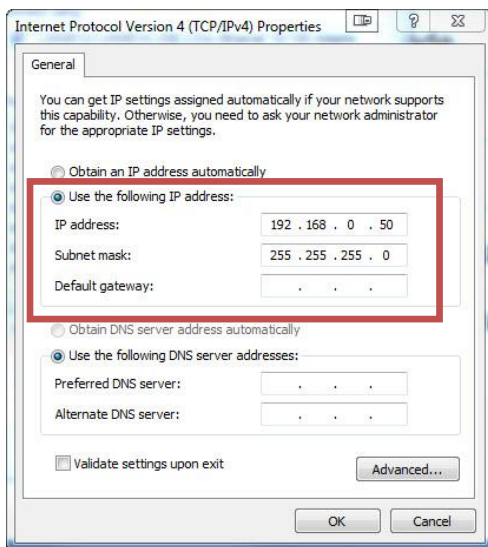 Internet Protocol Version 4 (TCP/IPv4) Properties
General
You can get IP settings assigned automatically if your network supports
this capability. Otherwise, you need to ask your network administrator
for the appropriate IP settings.
Obtain an IP address automatically
Use the following IP address:
IP address: 192 . 168 . 0 . 50
Subnet mask: 255 . 255 . 255 . 0
Default gateway: . . .
Obtain DNS server address automatically
Use the following DNS server addresses:
Preferred DNS server: . . .
Alternate DNS server: . . .
Validate settings upon exit
Advanced...
OK Cancel